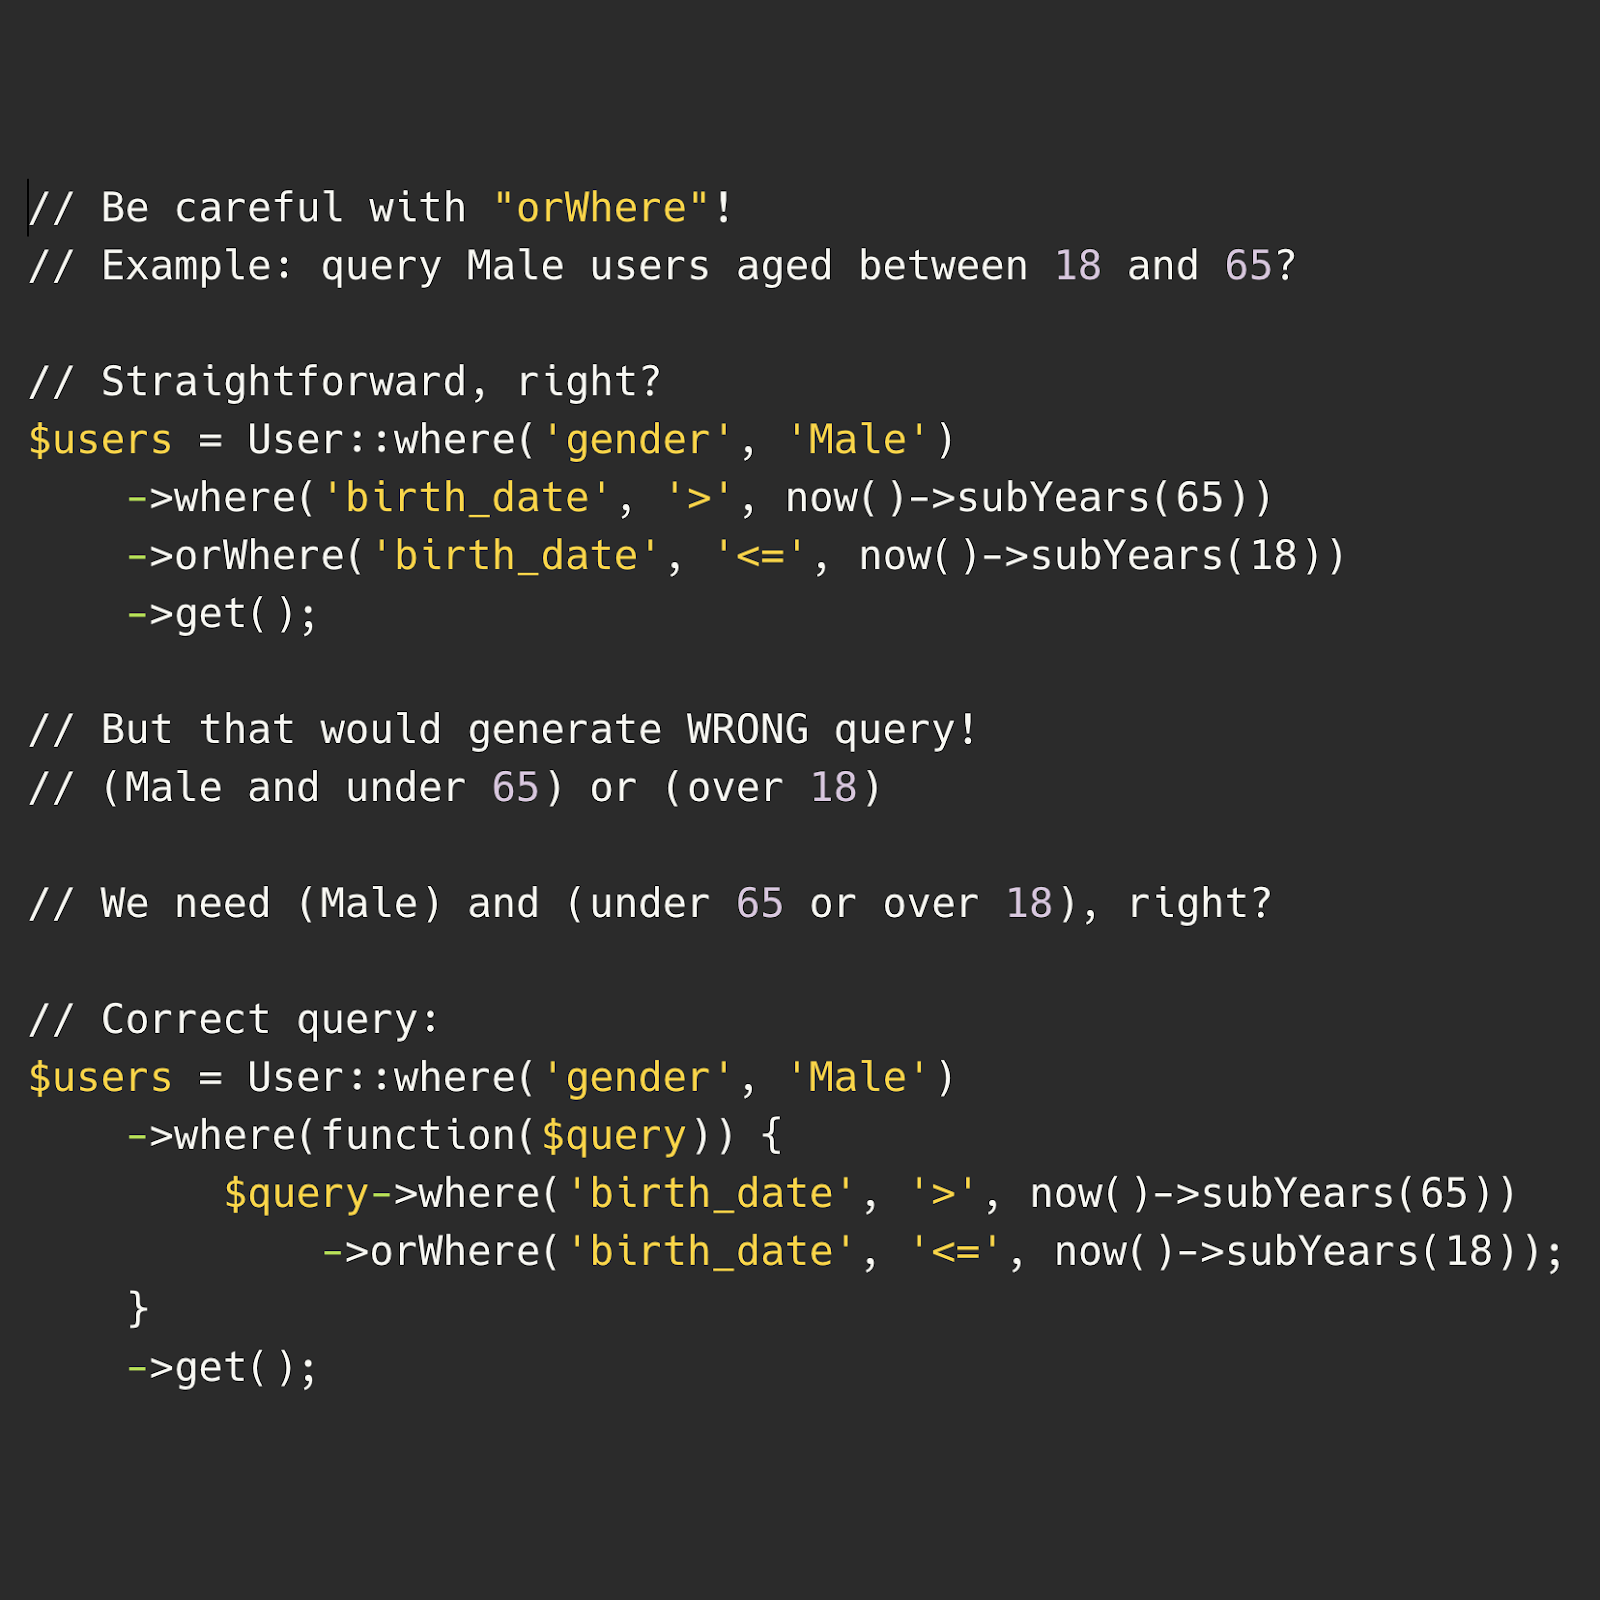 // Be careful with "orWhere"!
// Example: query Male users aged between 18 and 65?
// Straightforward, right?
$users = User::where('gender', 'Male')
    ->where('birth_date', '>', now()->subYears(65))
    ->orWhere('birth_date', '<=', now()->subYears(18))
    ->get();
// But that would generate WRONG query!
// (Male and under 65) or (over 18)
// We need (Male) and (under 65 or over 18), right?
// Correct query:
$users = User::where('gender', 'Male')
    ->where(function($query)) {
        $query->where('birth_date', '>', now()->subYears(65))
            ->orWhere('birth_date', '<=', now()->subYears(18));
    }
    ->get();